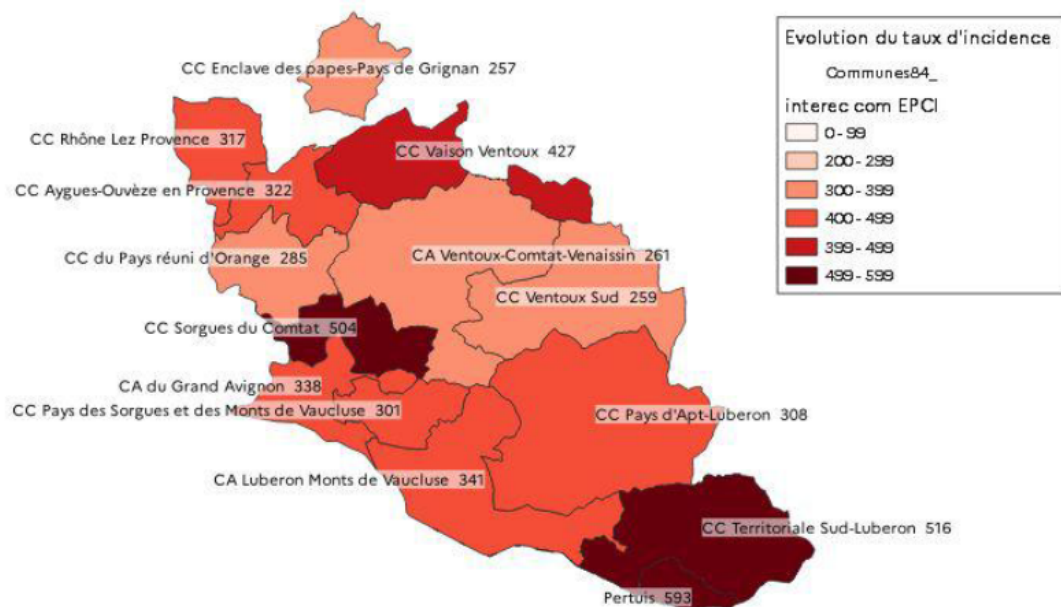 Evolution du taux d'incidence
Communes84_
interec com EPCI
0 - 99
200 - 299
300 - 399
400 - 499
399 - 499
499 - 599
CC Enclave des papes-Pays de Grignan 257
CC Rhône Lez Provence 317
CC Vaison Ventoux 427
CC Aygues-Ouvèze en Provence 322
CC du Pays réuni d'Orange 285
CA Ventoux-Comtat-Venaissin 261
CC Ventoux Sud 259
CC Sorgues du Comtat 504
CA du Grand Avignon 338
CC Pays des Sorgues et des Monts de Vaucluse 301
CC Pays d'Apt-Luberon 308
CA Luberon Monts de Vaucluse 341
CC Territoriale Sud-Luberon 516
Pertuis 593